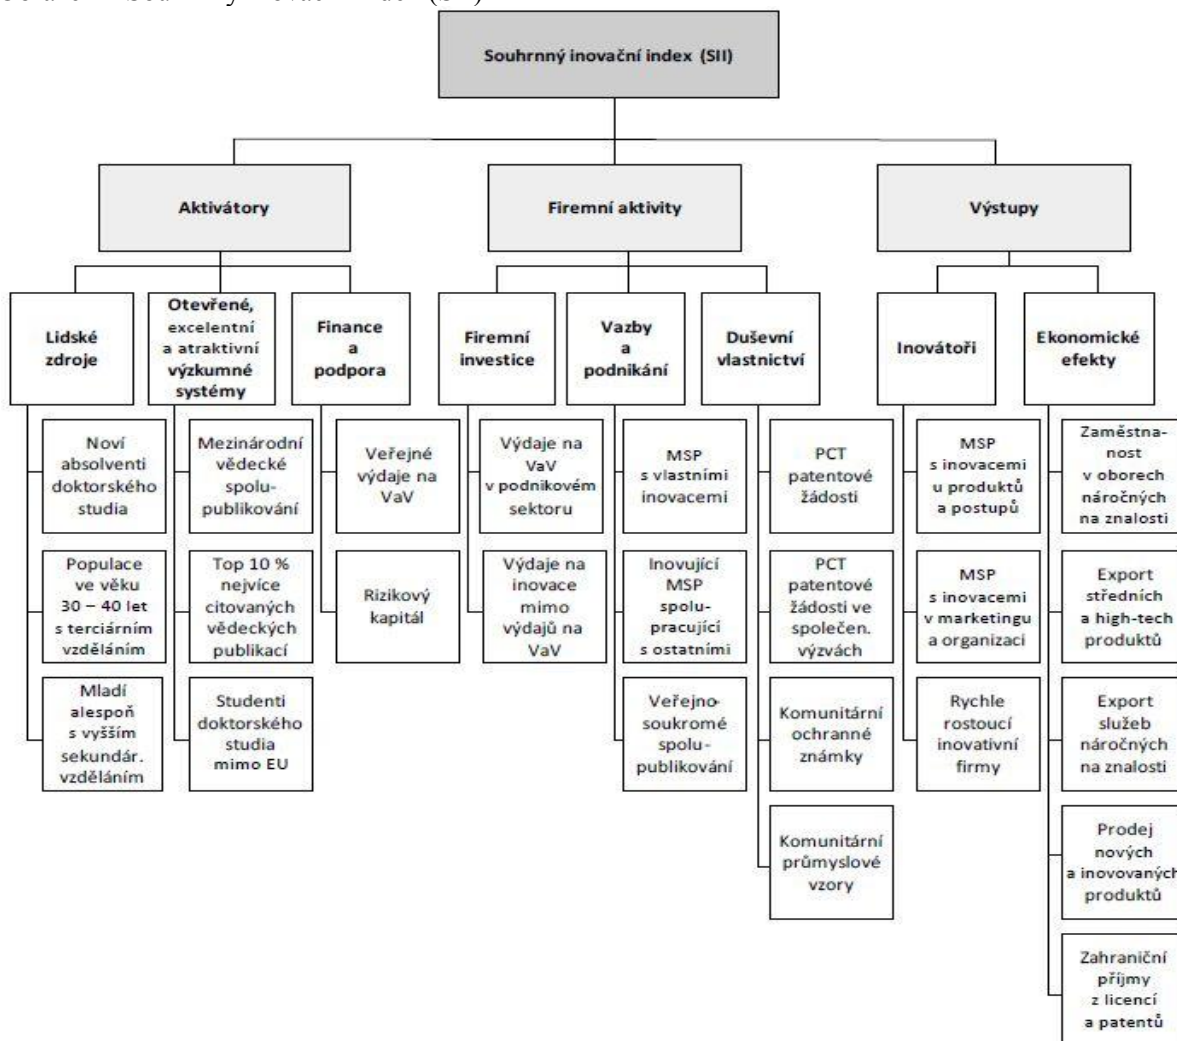 Souhrnný inovační index (SII)
Aktivátory
Firemní aktivity
Výstupy
Lidské
zdroje
Otevřené,
excelentní
a atraktivní
výzkumné
systémy
Finance
a
podpora
Firemní
investice
Vazby
a
podnikání
Duševní
vlastnictví
Inovátoři
Ekonomické
efekty
Noví
absolventi
doktorského
studia
Mezinárodní
vědecké
spolu-
publikování
Veřejné
výdaje na
VaV
Výdaje na
VaV
v podnikovém
sektoru
MSP
s vlastními
inovacemi
PCT
patentové
žádosti
MSP
s inovacemi
u produktů
a postupů
Zaměstna-
nost
v oborech
náročných
na znalosti
Populace
ve věku
30 – 40 let
s terciárním
vzděláním
Top 10 %
nejvíce
citovaných
vědeckých
publikací
Rizikový
kapitál
Výdaje na
inovace
mimo
výdajů na
VaV
Inovující
MSP
spolu-
pracující
s ostatními
PCT
patentové
žádosti ve
společen.
výzvách
MSP
s inovacemi
v marketingu
a organizaci
Export
středních
a high-tech
produktů
Mladí
alespoň
s vyšším
sekundár.
vzděláním
Studenti
doktorského
studia
mimo EU
Veřejno-
soukromé
spolu-
publikování
Komunitární
ochranné
známky
Rychle
rostoucí
inovativní
firmy
Export
služeb
náročných
na znalosti
Komunitární
průmyslové
vzory
Prodej
nových
a inovovaných
produktů
Zahraniční
příjmy
z licencí
a patentů